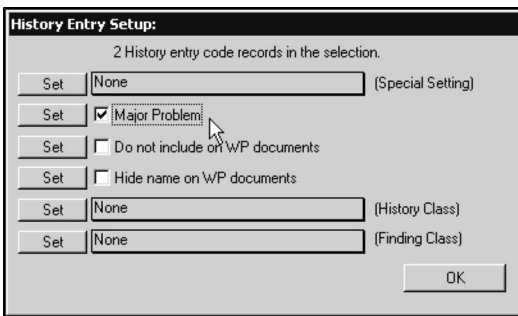 History Entry Setup:
2 History entry code records in the selection.
Set None (Special Setting)
Set Major Problem
Set Do not include on WP documents
Set Hide name on WP documents
Set None (History Class)
Set None (Finding Class)
OK